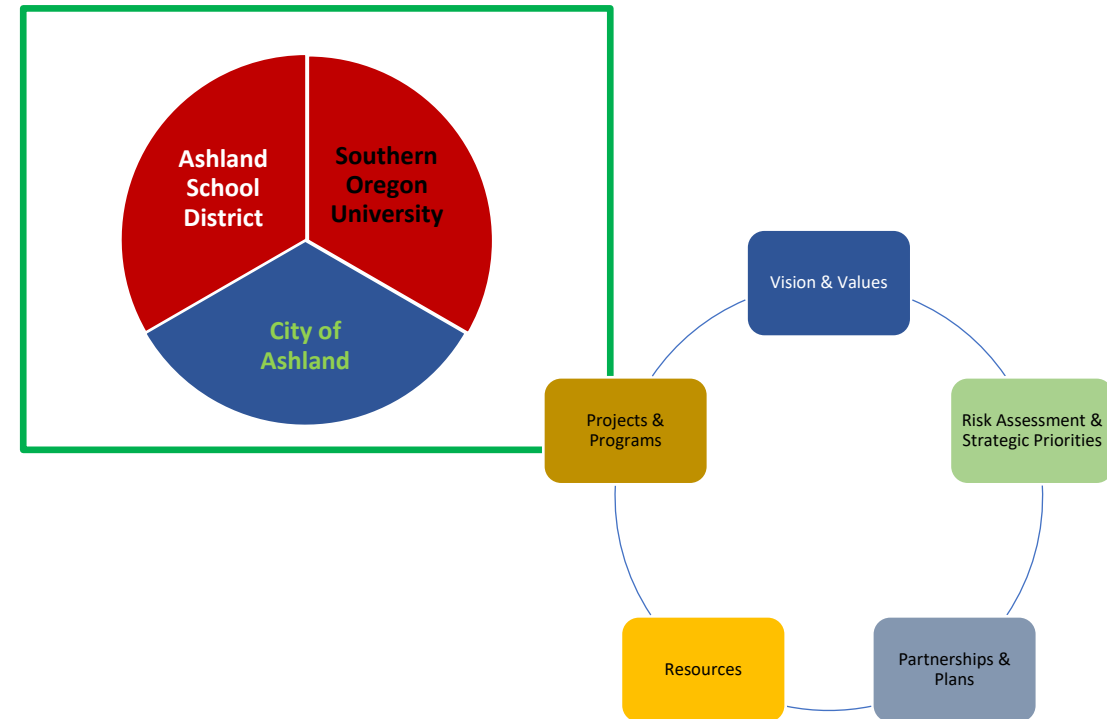 Ashland
School
District
Southern
Oregon
University
City of
Ashland
Vision & Values
Projects &
Programs
Risk Assessment &
Strategic Priorities
Resources
Partnerships &
Plans